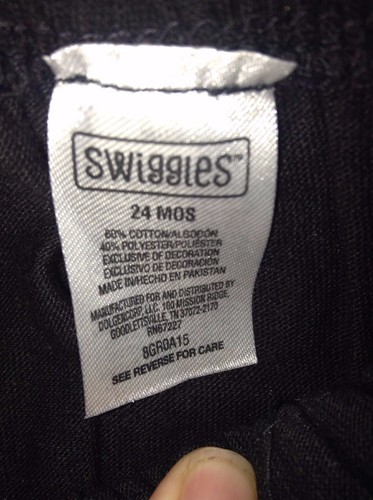 SWiggleS™
24 MOS
60% COTTON/ALGODON
40% POLYESTER/POLIESTER
EXCLUSIVE OF DECORATION
EXCLUSIVO DE DECORACIÓN
MADE IN/HECHO EN PAKISTAN
MANUFACTURED FOR AND DISTRIBUTED BY
DOLGENCORP, LLC. 100 MISSION RIDGE,
GOODLETTSVILLE, TN 37072-2170
RN67227
8GR0A15
SEE REVERSE FOR CARE